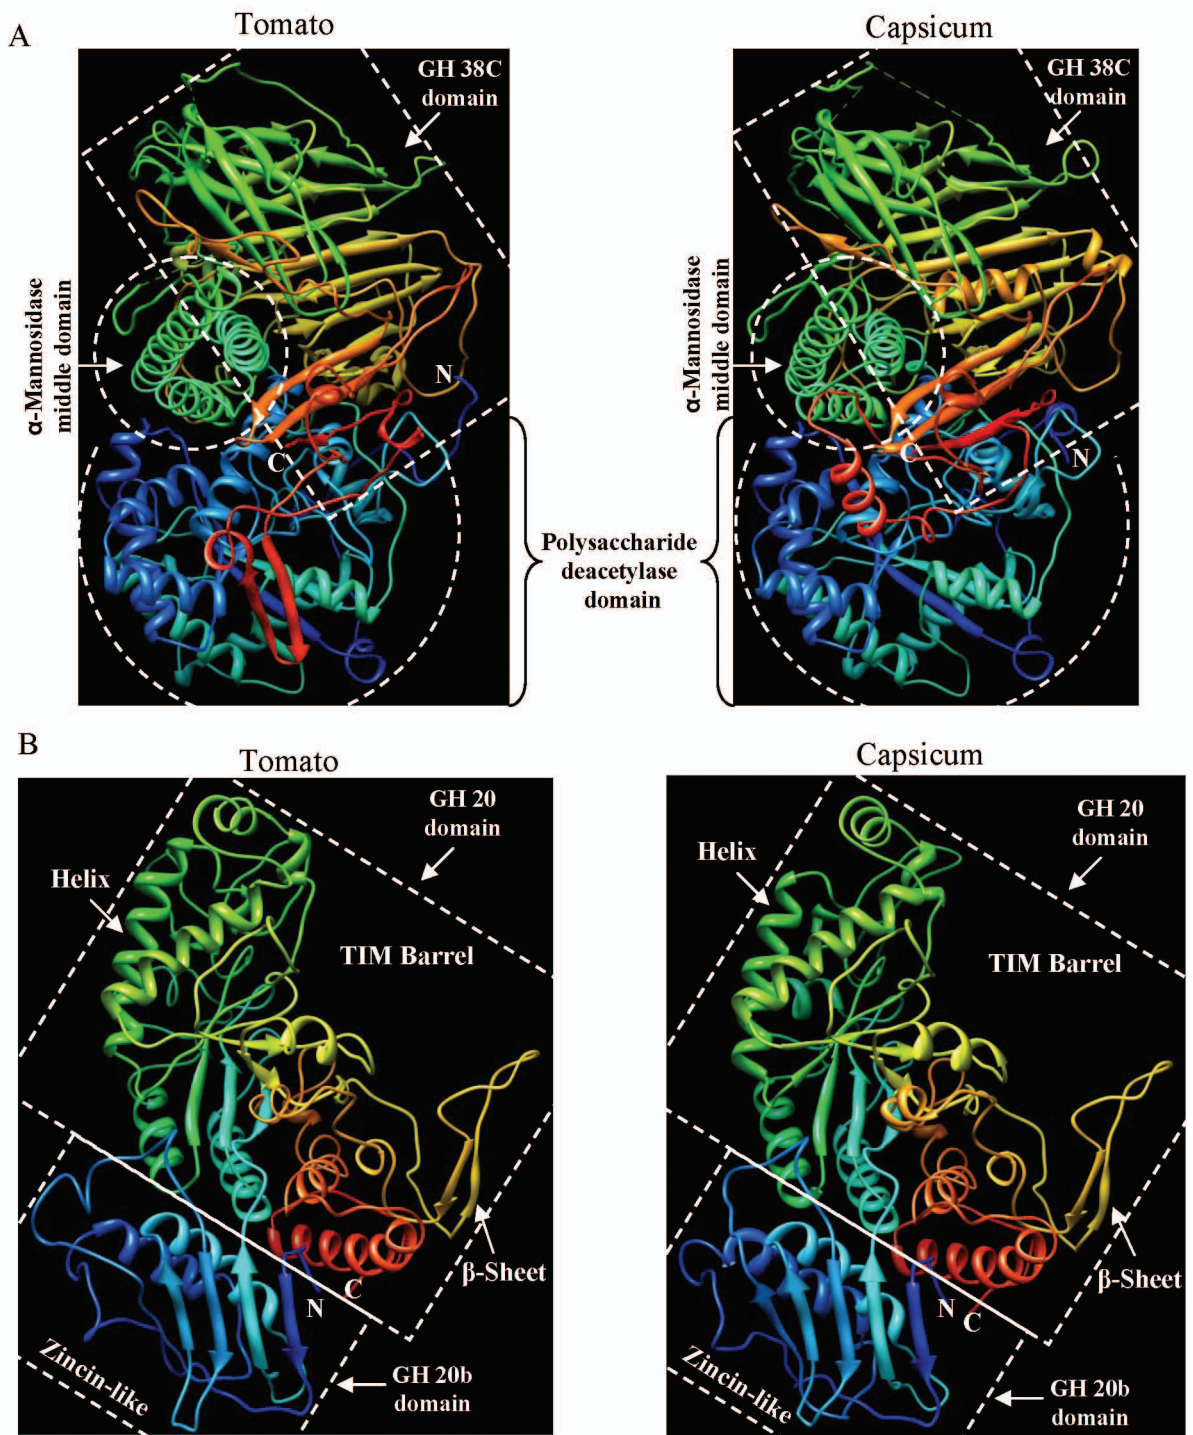 A
Tomato
Capsicum
GH 38C
domain
GH 38C
domain
α-Mannosidase
middle domain
α-Mannosidase
middle domain
N
C
C
N
Polysaccharide
deacetylase
domain
B
Tomato
Capsicum
GH 20
domain
Helix
TIM Barrel
GH 20
domain
Helix
TIM Barrel
β-Sheet
N
C
GH 20b
domain
Zincin-like
β-Sheet
N
C
GH 20b
domain
Zincin-like